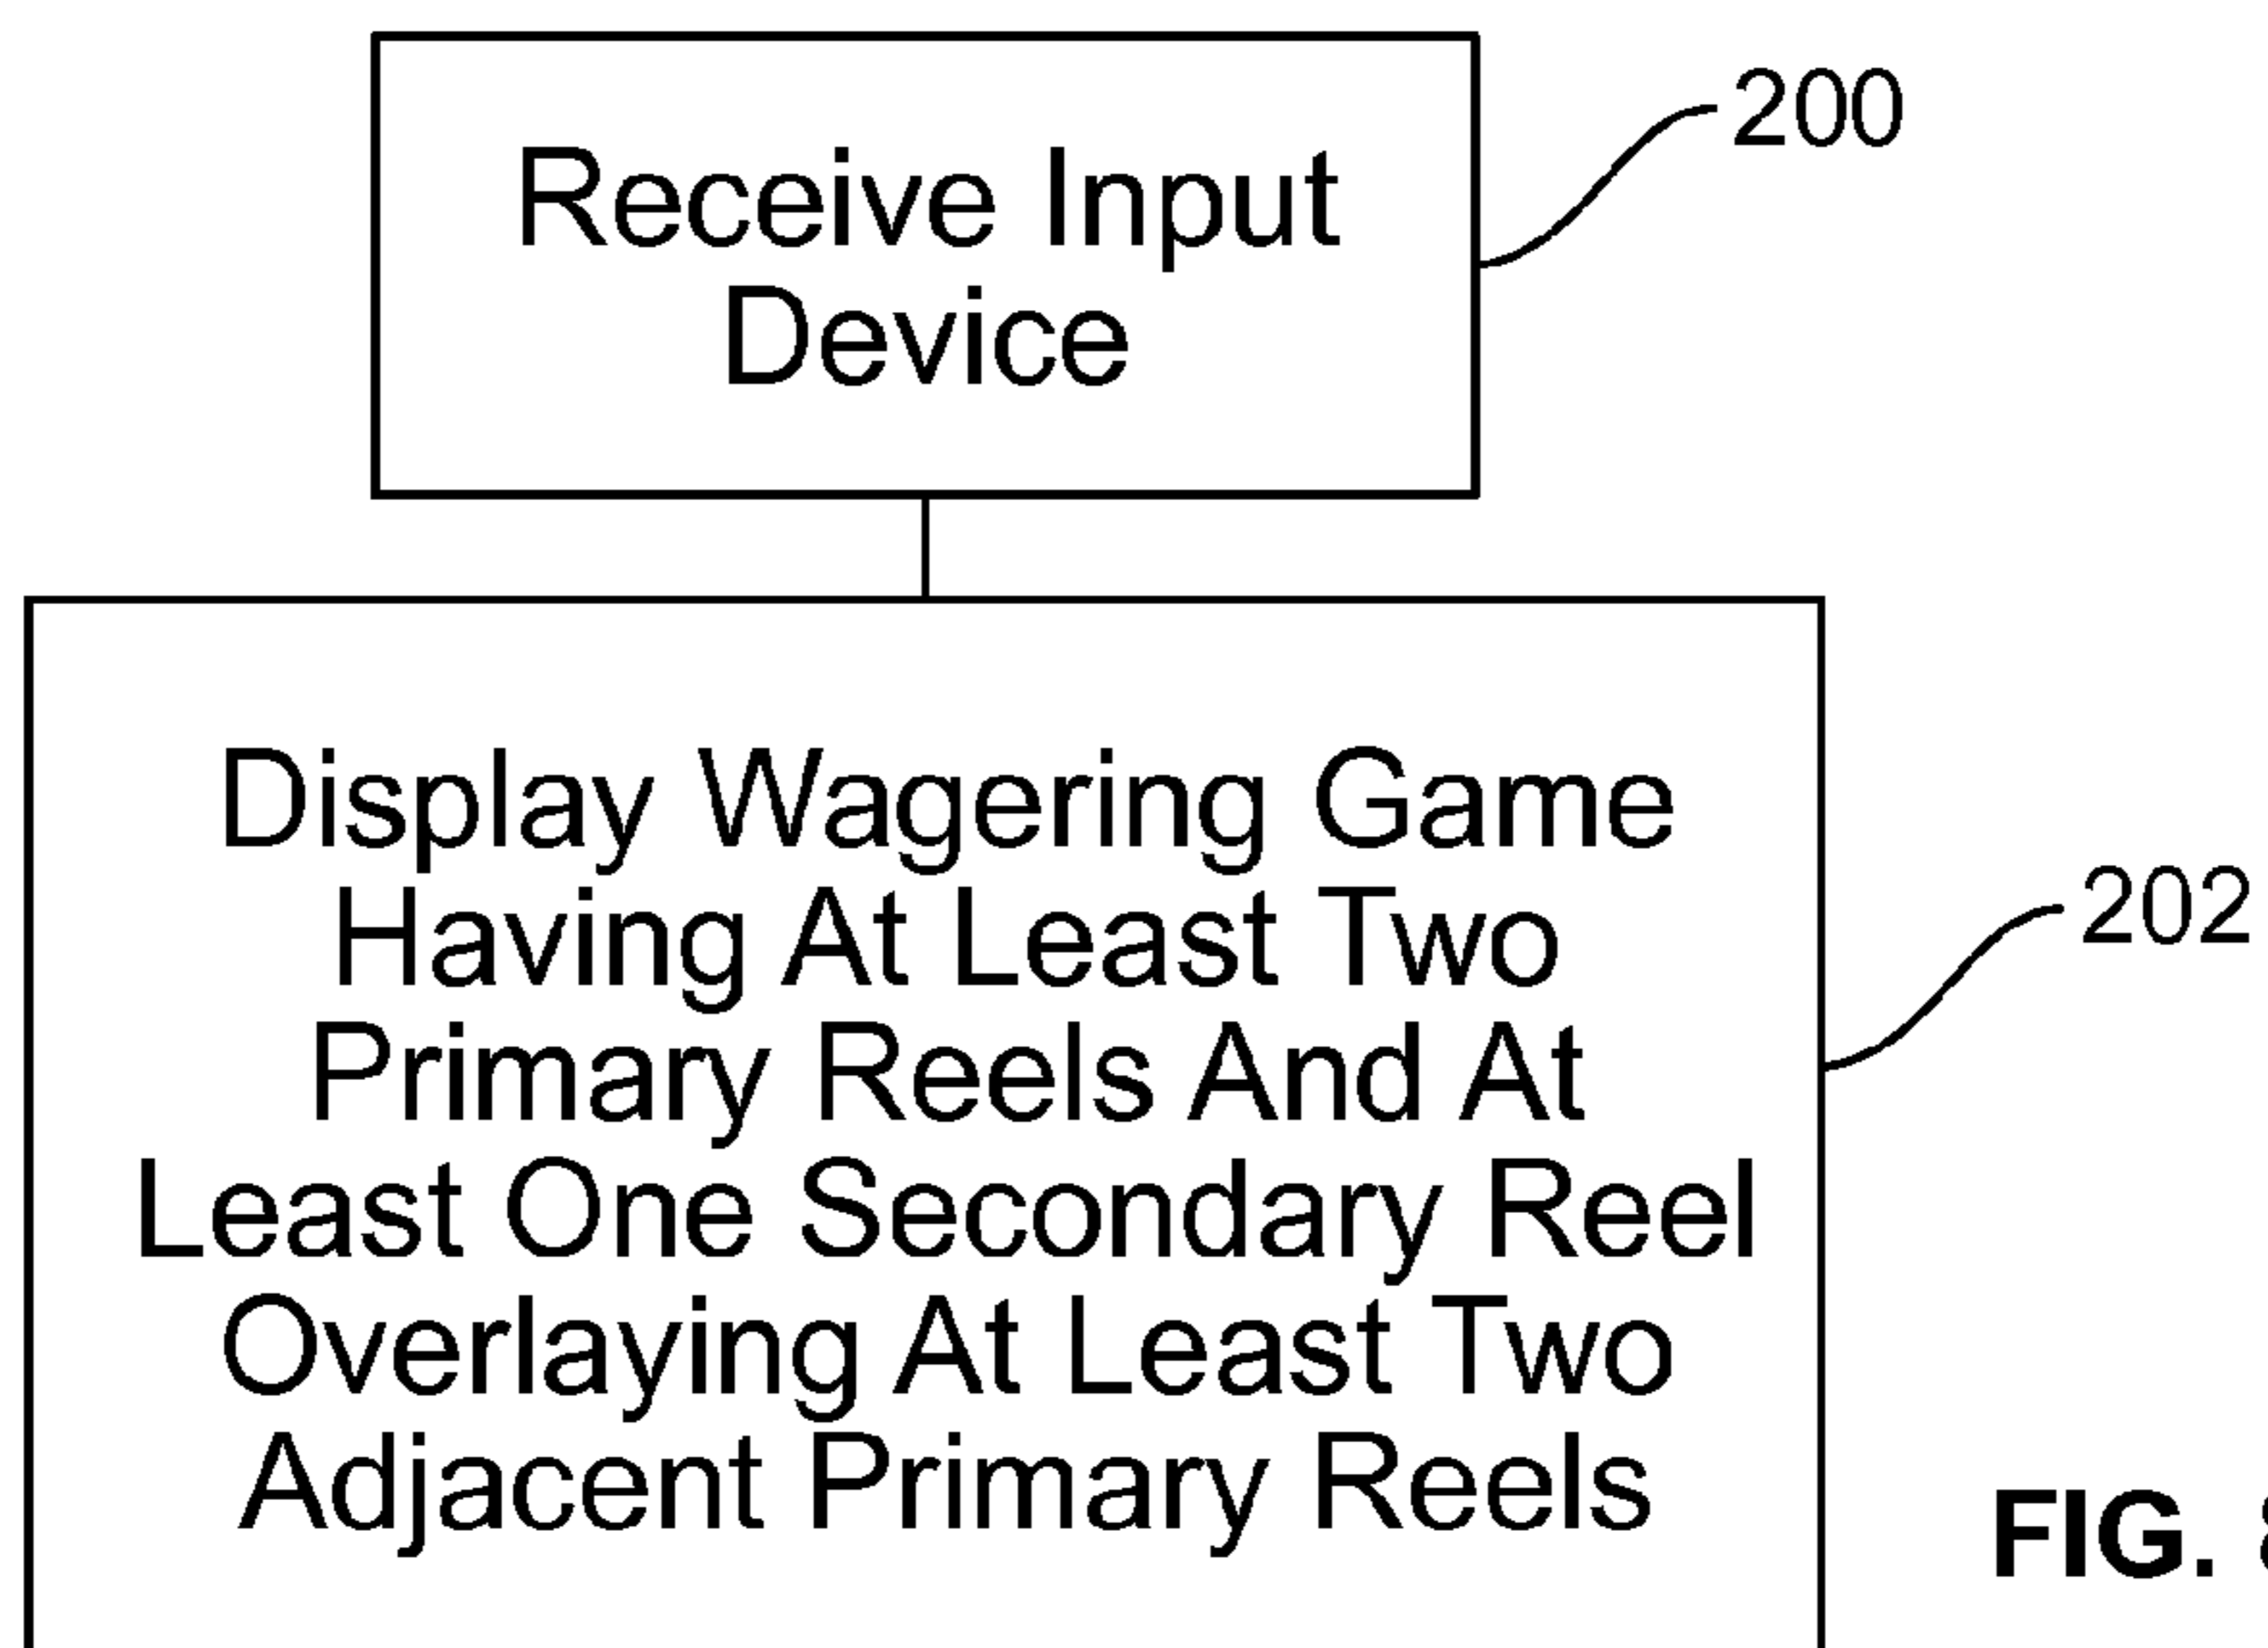 Receive Input
Device
200
Display Wagering Game
Having At Least Two
Primary Reels And At
Least One Secondary Reel
Overlaying At Least Two
Adjacent Primary Reels
202
FIG.